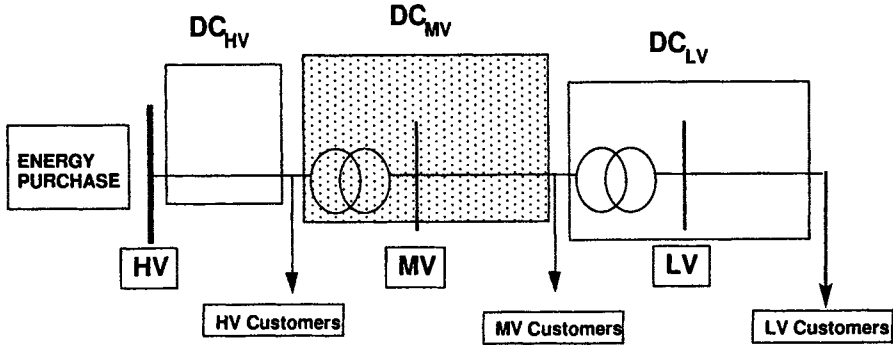 DC_HV
DC_MV
DC_LV
ENERGY
PURCHASE
HV
MV
LV
HV Customers
MV Customers
LV Customers